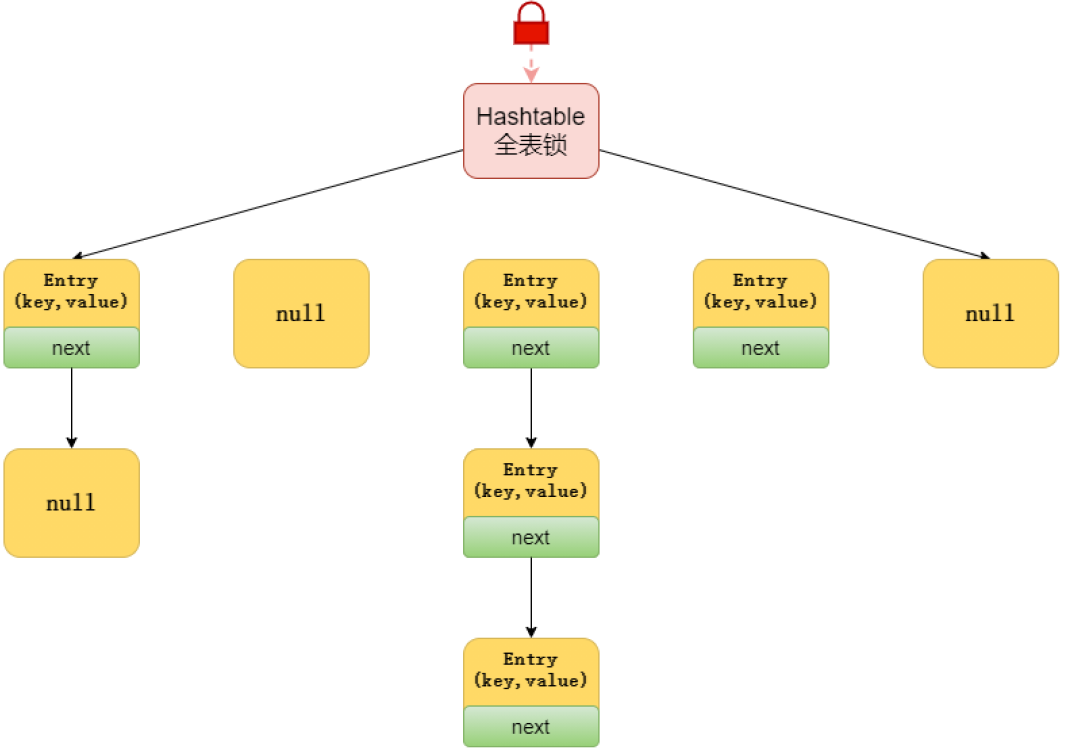 Hashtable
全表锁
Entry
(key,value)
next
null
Entry
(key,value)
next
Entry
(key,value)
next
null
null
Entry
(key,value)
next
Entry
(key,value)
next